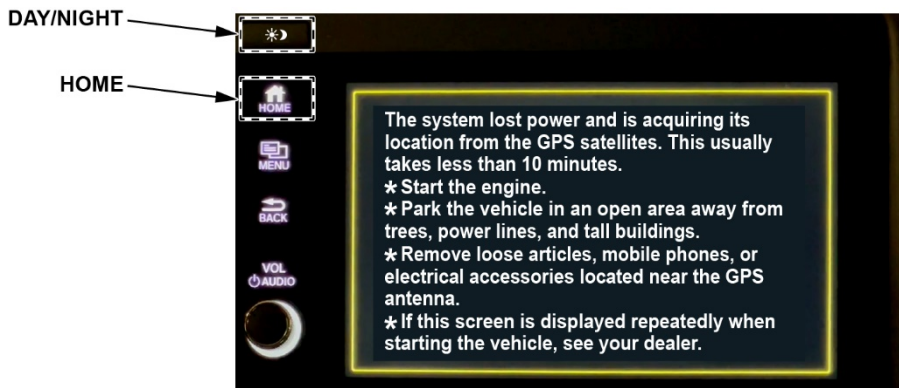 DAY/NIGHT
HOME
HOME
MENU
BACK
VOL
AUDIO
The system lost power and is acquiring its
location from the GPS satellites. This usually
takes less than 10 minutes.
* Start the engine.
* Park the vehicle in an open area away from
trees, power lines, and tall buildings.
* Remove loose articles, mobile phones, or
electrical accessories located near the GPS
antenna.
* If this screen is displayed repeatedly when
starting the vehicle, see your dealer.